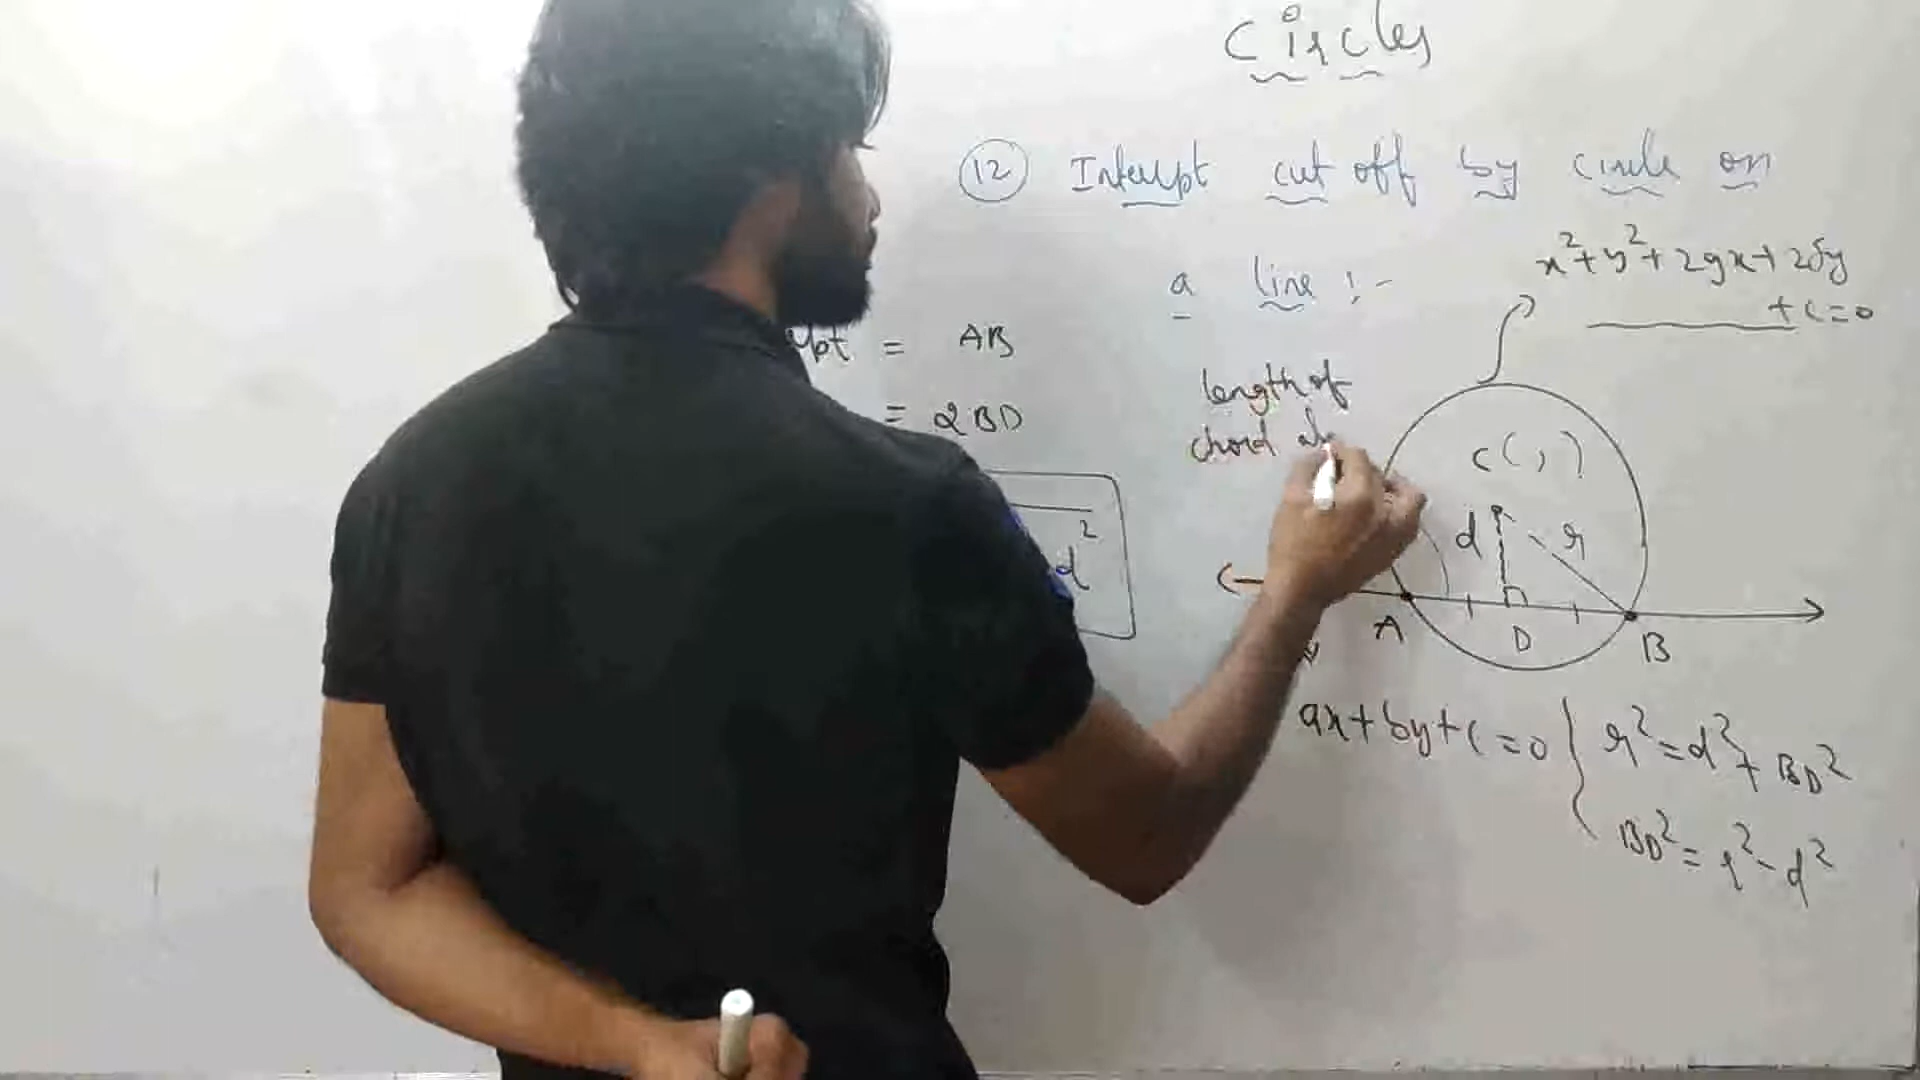 Circles
(12) Intercept cut off by circle on
a line :-
x²+y²+2gx+2fy
+c=0
= AB
= 2BD
d²
length of
chord
c( , )
d r
A D B
ax+by+c=0
r²=d²+BD²
BD²=r²-d²